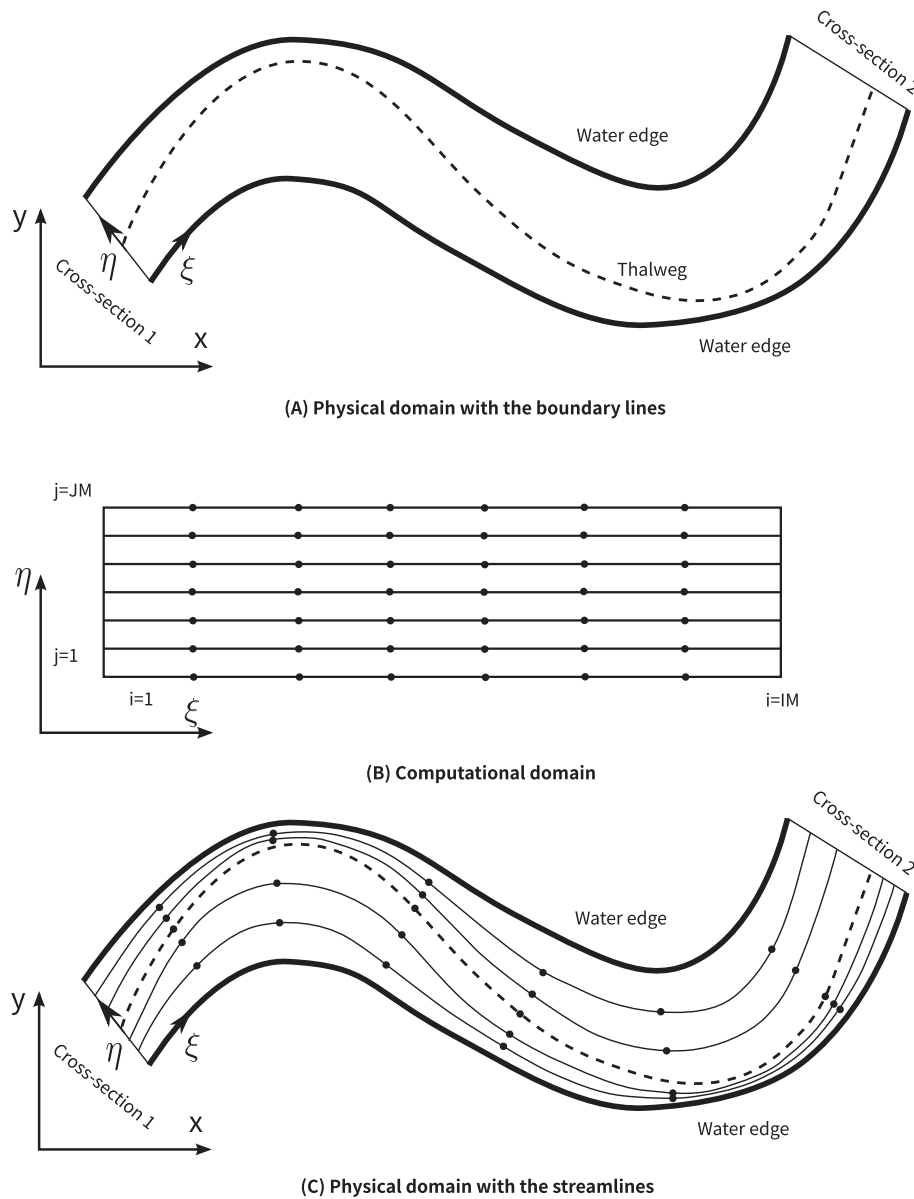 Cross-section 2
Water edge
y
η
ξ
Thalweg
Cross-section 1
x
Water edge
(A) Physical domain with the boundary lines
j=JM
η
j=1
i=1
i=IM
ξ
(B) Computational domain
Cross-section 2
Water edge
y
η
ξ
Cross-section 1
x
Water edge
(C) Physical domain with the streamlines